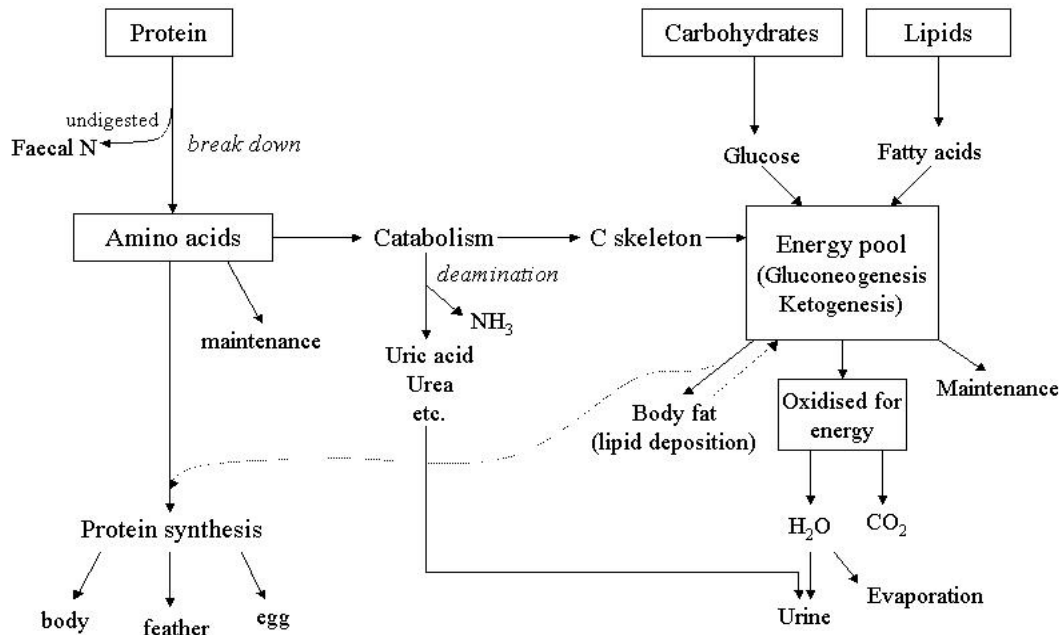 Protein
Carbohydrates
Lipids
undigested
Faecal N
break down
Glucose
Fatty acids
Amino acids
Catabolism
C skeleton
Energy pool
(Gluconeogenesis
Ketogenesis)
deamination
NH₃
maintenance
Uric acid
Urea
etc.
Body fat
(lipid deposition)
Oxidised for
energy
Maintenance
Protein synthesis
H₂O
CO₂
body
feather
egg
Urine
Evaporation